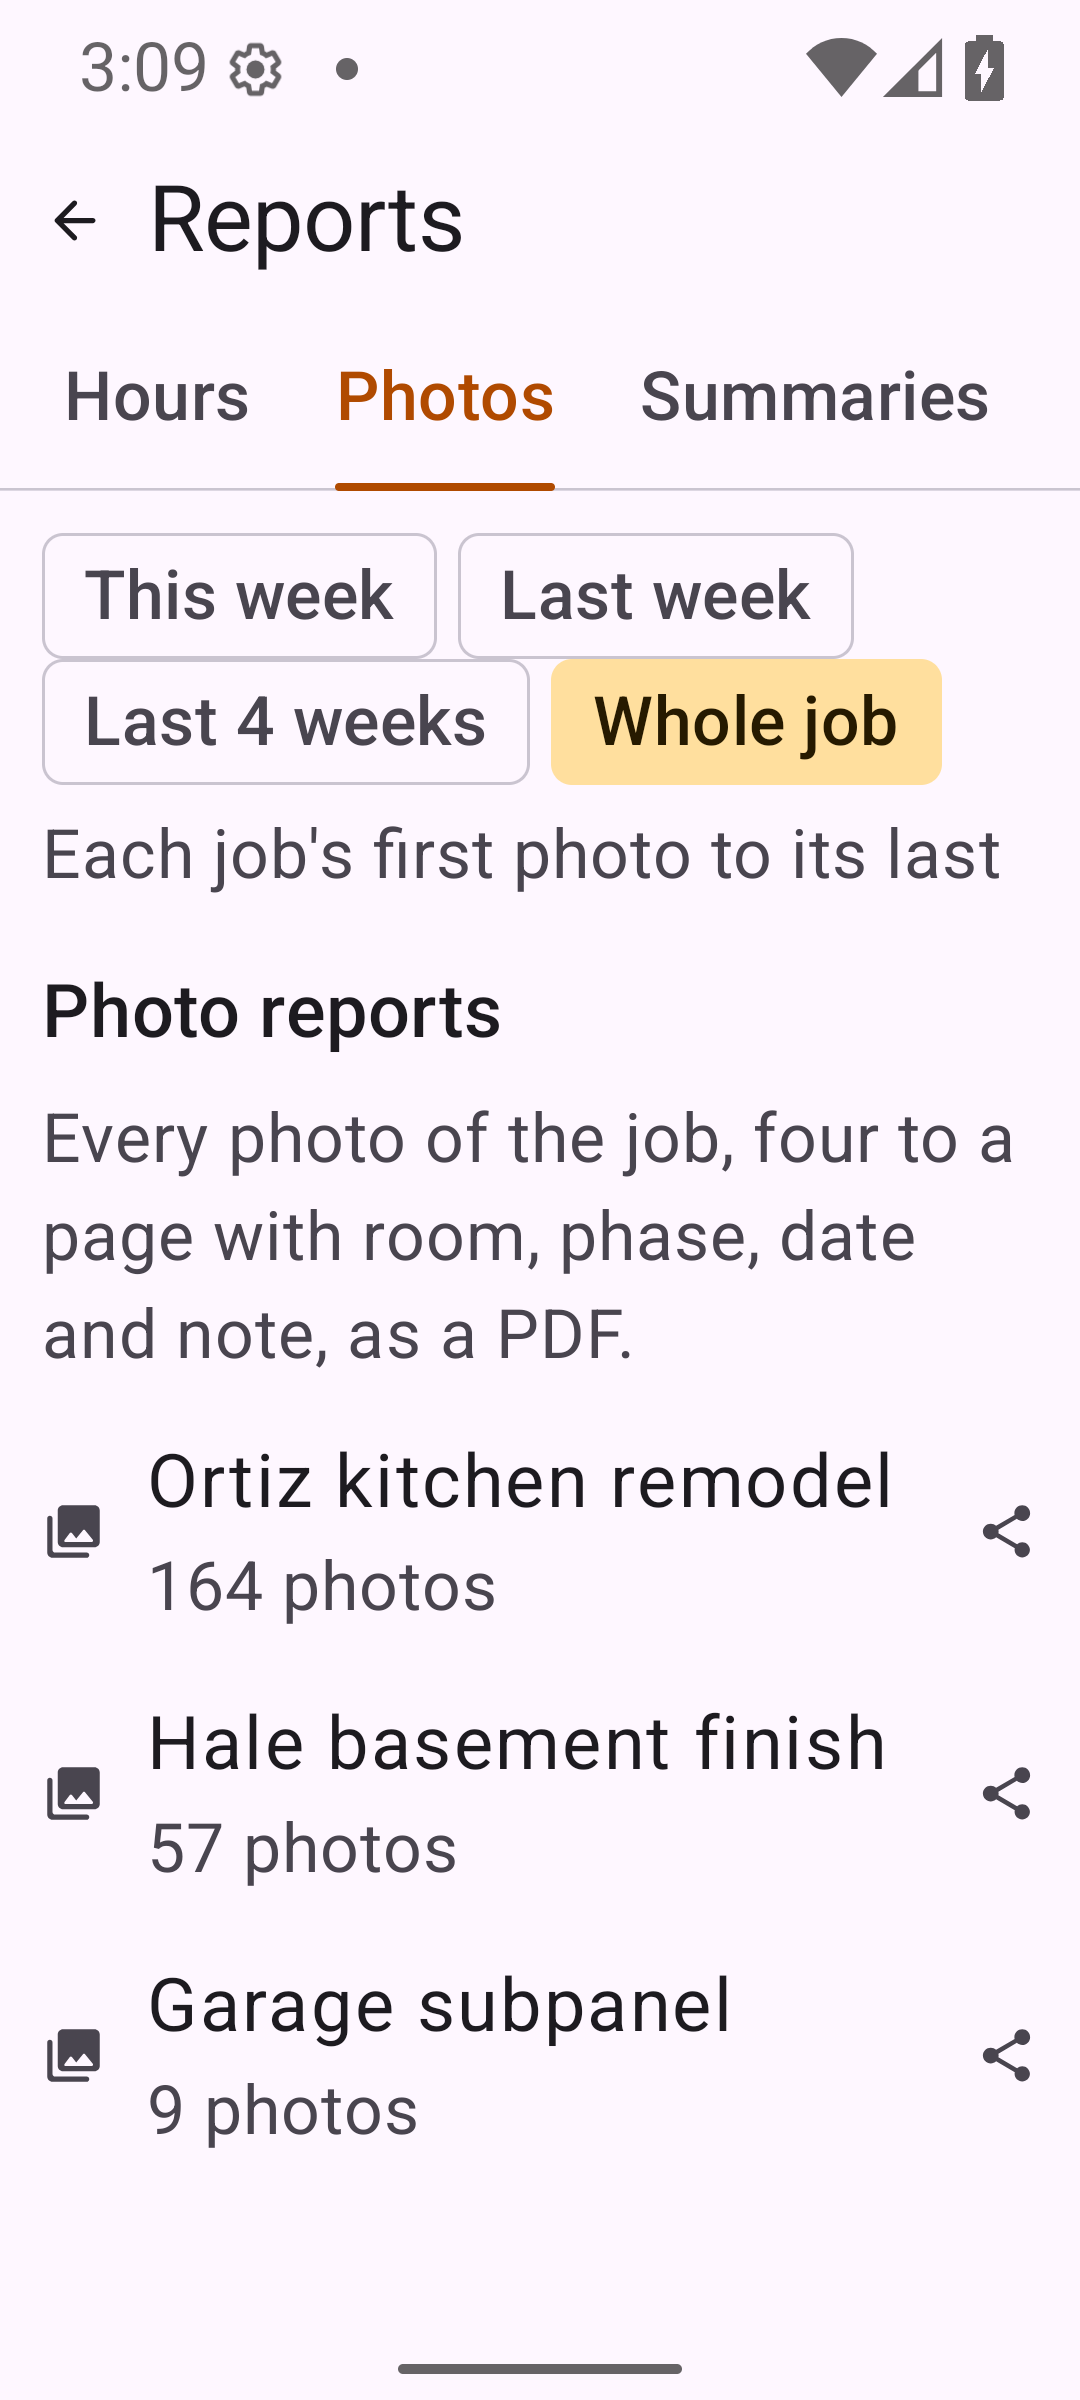 3:09
Reports
Hours Photos Summaries
This week Last week
Last 4 weeks Whole job
Each job's first photo to its last
Photo reports
Every photo of the job, four to a
page with room, phase, date
and note, as a PDF.
Ortiz kitchen remodel
164 photos
Hale basement finish
57 photos
Garage subpanel
9 photos